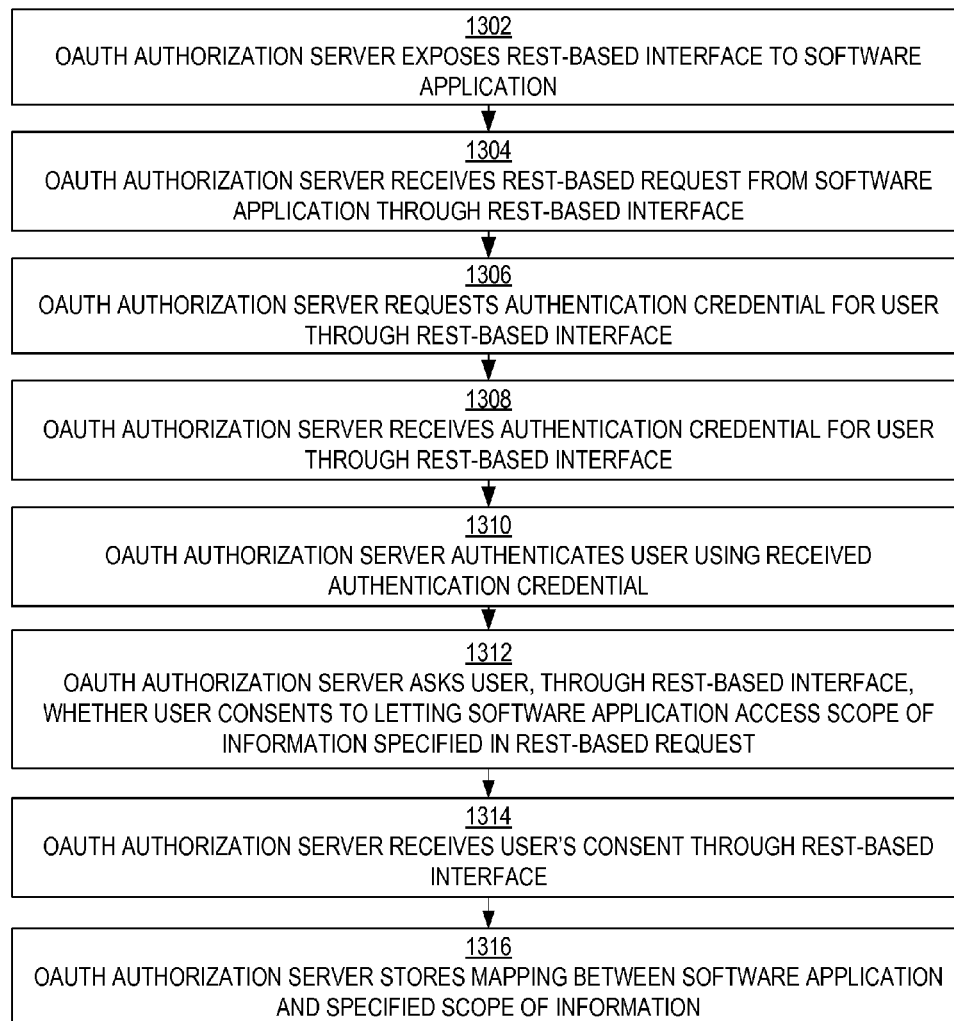 1302
OAUTH AUTHORIZATION SERVER EXPOSES REST-BASED INTERFACE TO SOFTWARE
APPLICATION
1304
OAUTH AUTHORIZATION SERVER RECEIVES REST-BASED REQUEST FROM SOFTWARE
APPLICATION THROUGH REST-BASED INTERFACE
1306
OAUTH AUTHORIZATION SERVER REQUESTS AUTHENTICATION CREDENTIAL FOR USER
THROUGH REST-BASED INTERFACE
1308
OAUTH AUTHORIZATION SERVER RECEIVES AUTHENTICATION CREDENTIAL FOR USER
THROUGH REST-BASED INTERFACE
1310
OAUTH AUTHORIZATION SERVER AUTHENTICATES USER USING RECEIVED
AUTHENTICATION CREDENTIAL
1312
OAUTH AUTHORIZATION SERVER ASKS USER, THROUGH REST-BASED INTERFACE,
WHETHER USER CONSENTS TO LETTING SOFTWARE APPLICATION ACCESS SCOPE OF
INFORMATION SPECIFIED IN REST-BASED REQUEST
1314
OAUTH AUTHORIZATION SERVER RECEIVES USER'S CONSENT THROUGH REST-BASED
INTERFACE
1316
OAUTH AUTHORIZATION SERVER STORES MAPPING BETWEEN SOFTWARE APPLICATION
AND SPECIFIED SCOPE OF INFORMATION